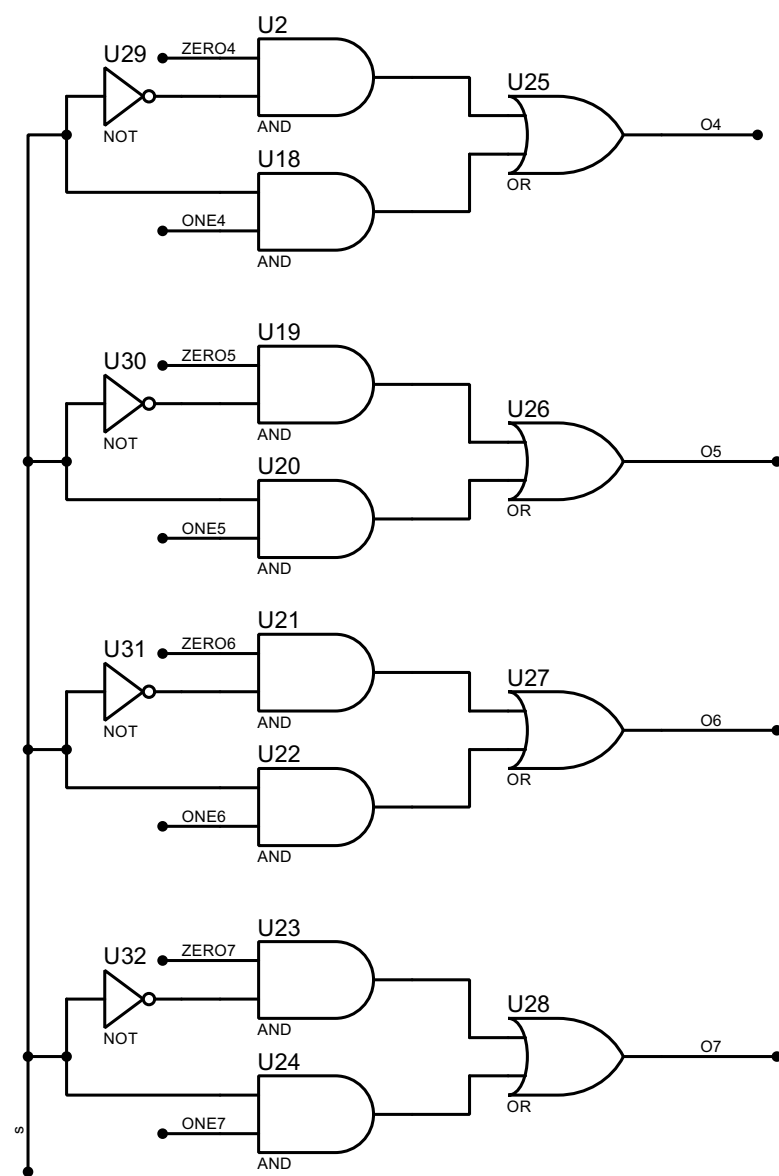 U2
U29
ZERO4
U25
O4
NOT
AND
U18
OR
ONE4
AND
U19
U30
ZERO5
U26
O5
NOT
AND
U20
OR
ONE5
AND
U21
U31
ZERO6
U27
O6
NOT
AND
U22
OR
ONE6
AND
U23
U32
ZERO7
U28
O7
NOT
AND
U24
OR
ONE7
s
AND